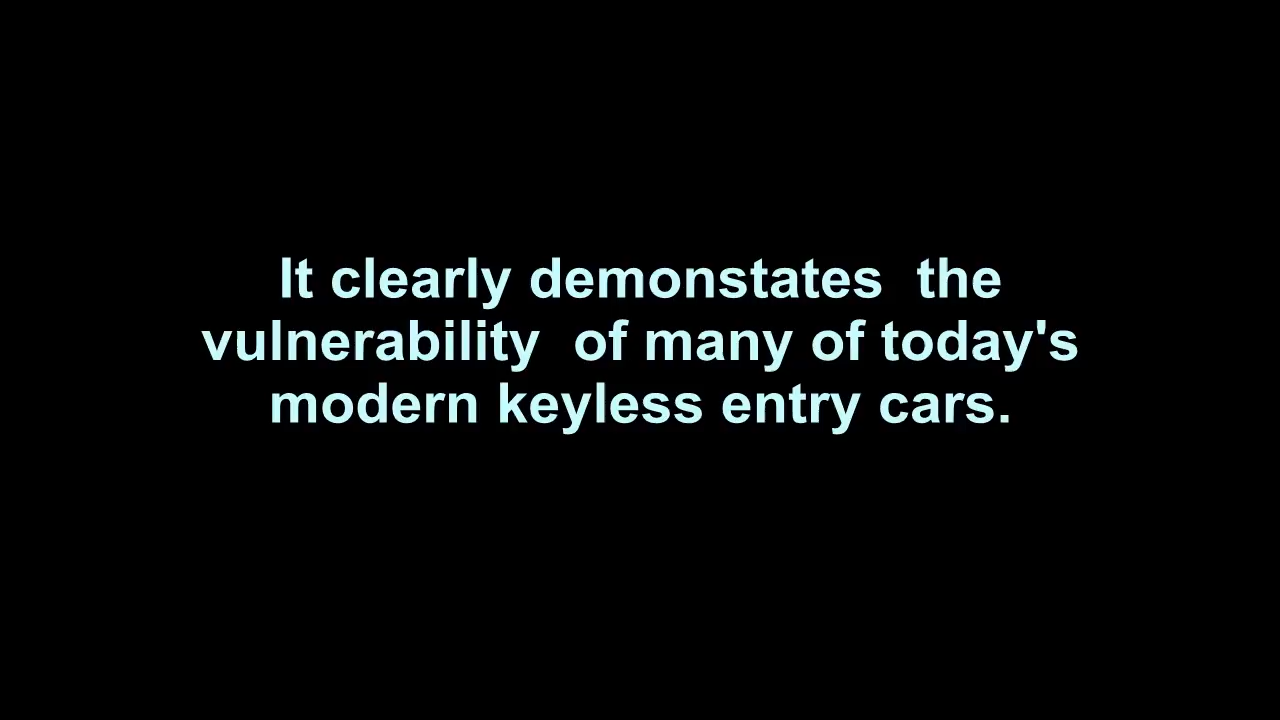 It clearly demonstates  the
vulnerability  of many of today's
modern keyless entry cars.